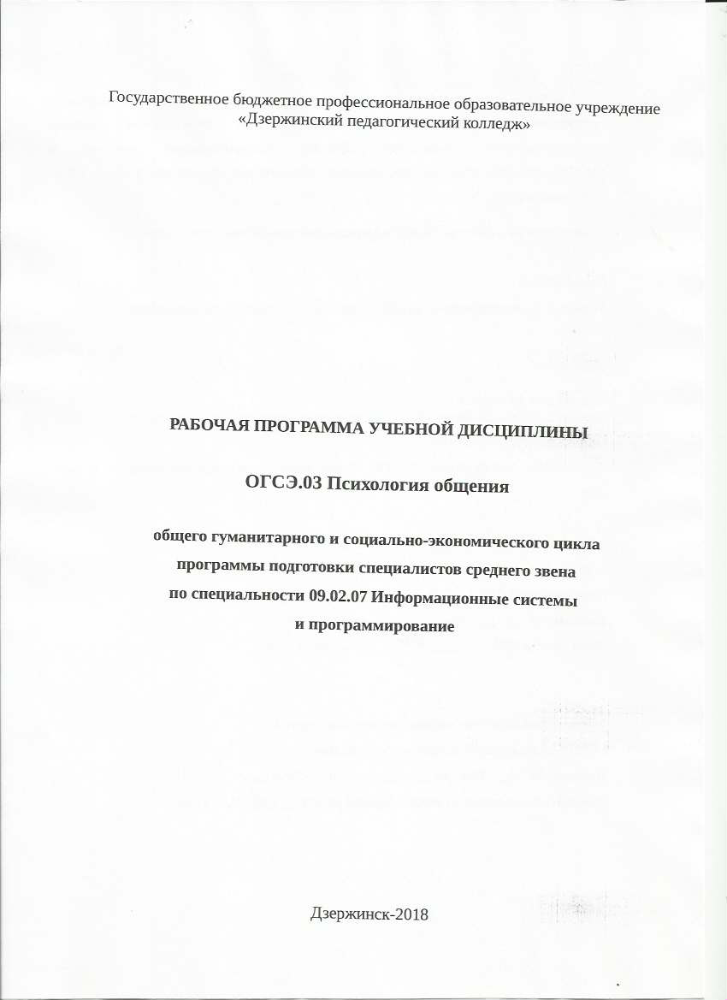 Государственное бюджетное профессиональное образовательное учреждение
«Дзержинский педагогический колледж»
РАБОЧАЯ ПРОГРАММА УЧЕБНОЙ ДИСЦИПЛИНЫ
ОГСЭ.03 Психология общения
общего гуманитарного и социально-экономического цикла
программы подготовки специалистов среднего звена
по специальности 09.02.07 Информационные системы
и программирование
Дзержинск-2018